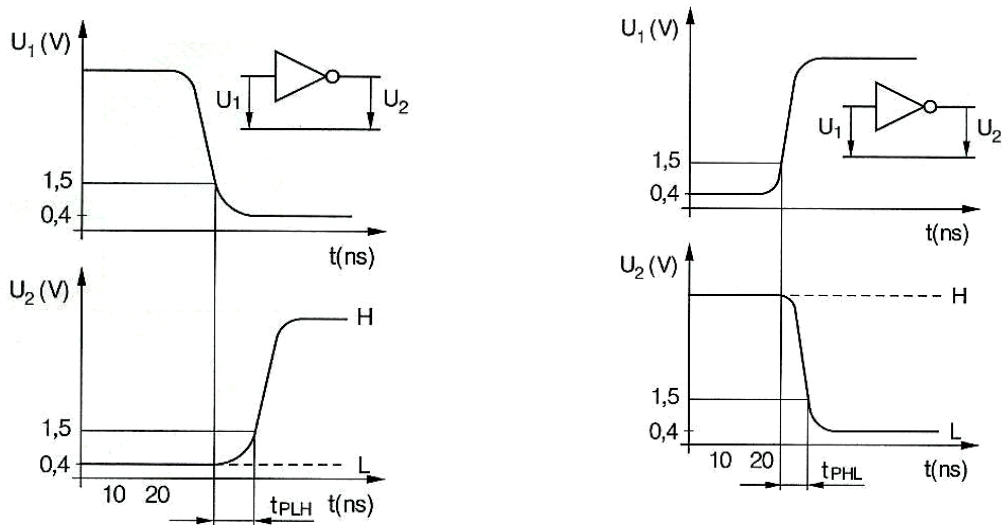 U1 (V)
U1
U2
1,5
0,4
t(ns)
U2 (V)
H
1,5
0,4
L
10 20
tPLH
t(ns)
U1 (V)
U1
U2
1,5
0,4
t(ns)
U2 (V)
H
1,5
0,4
L
10 20
tPHL
t(ns)